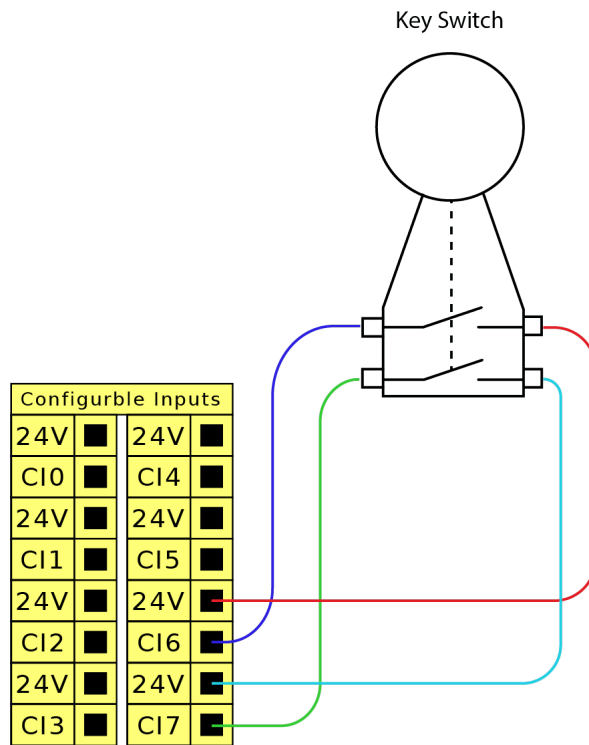 Key Switch
Configurble Inputs
24V 24V
CI0 CI4
24V 24V
CI1 CI5
24V 24V
CI2 CI6
24V 24V
CI3 CI7